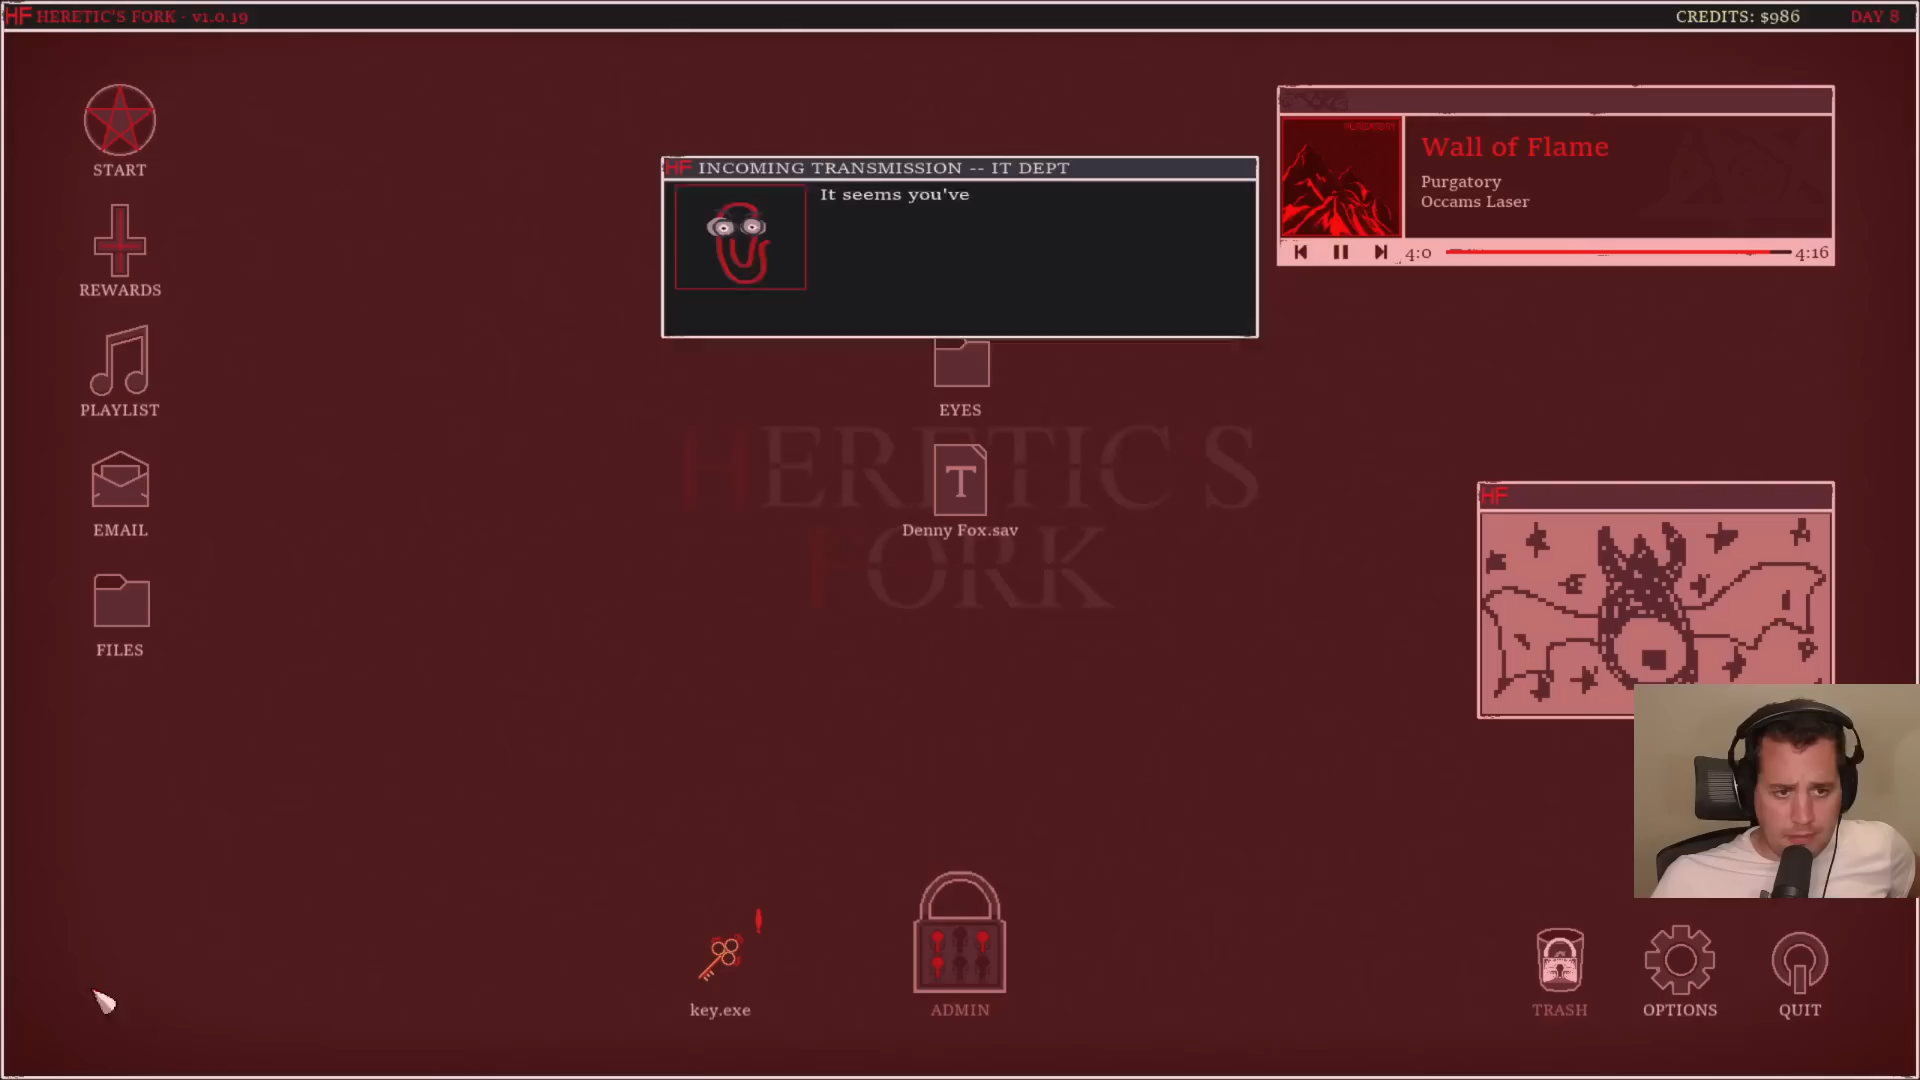 HF HERETIC'S FORK - v1.0.19
CREDITS: $986
DAY 8
START
REWARDS
PLAYLIST
EMAIL
FILES
HF INCOMING TRANSMISSION -- IT DEPT
It seems you've
Wall of Flame
Purgatory
Occams Laser
4:0
4:16
EYES
T
Denny Fox.sav
HERETIC'S
FORK
HF
key.exe
ADMIN
TRASH
OPTIONS
QUIT